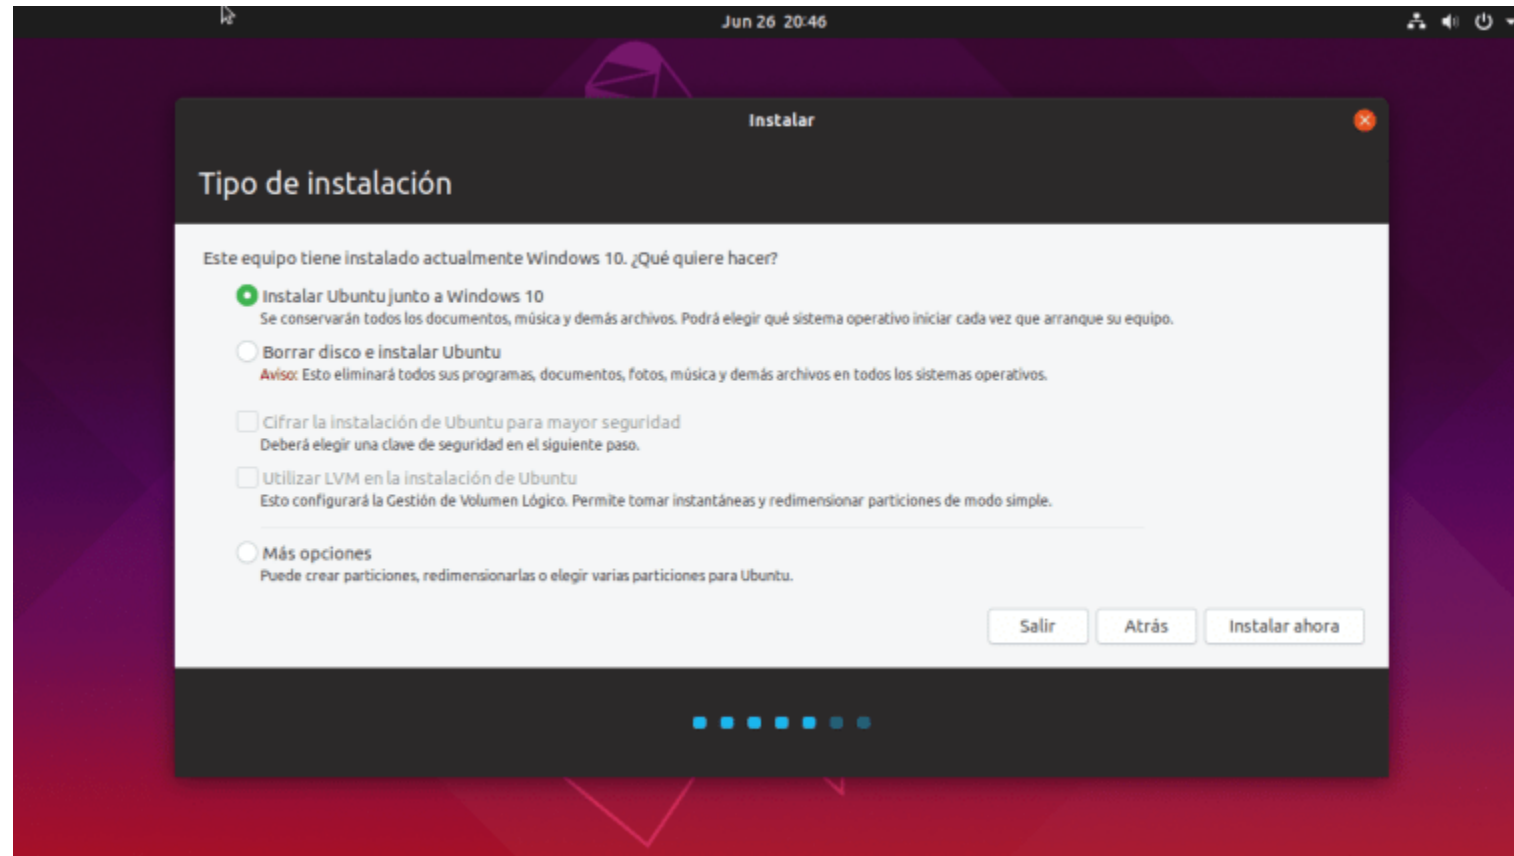 Jun 26 20:46
Instalar
Tipo de instalación
Este equipo tiene instalado actualmente Windows 10. ¿Qué quiere hacer?
Instalar Ubuntu junto a Windows 10
Se conservarán todos los documentos, música y demás archivos. Podrá elegir qué sistema operativo iniciar cada vez que arranque su equipo.
Borrar disco e instalar Ubuntu
Aviso: Esto eliminará todos sus programas, documentos, fotos, música y demás archivos en todos los sistemas operativos.
Cifrar la instalación de Ubuntu para mayor seguridad
Deberá elegir una clave de seguridad en el siguiente paso.
Utilizar LVM en la instalación de Ubuntu
Esto configurará la Gestión de Volumen Lógico. Permite tomar instantáneas y redimensionar particiones de modo simple.
Más opciones
Puede crear particiones, redimensionarlas o elegir varias particiones para Ubuntu.
Salir Atrás Instalar ahora